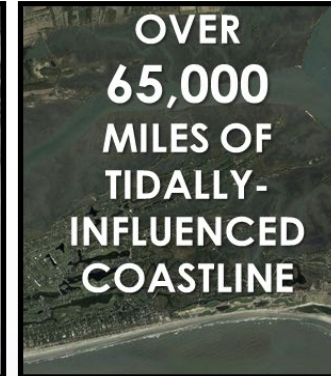 OVER
65,000
MILES OF
TIDALLY-
INFLUENCED
COASTLINE